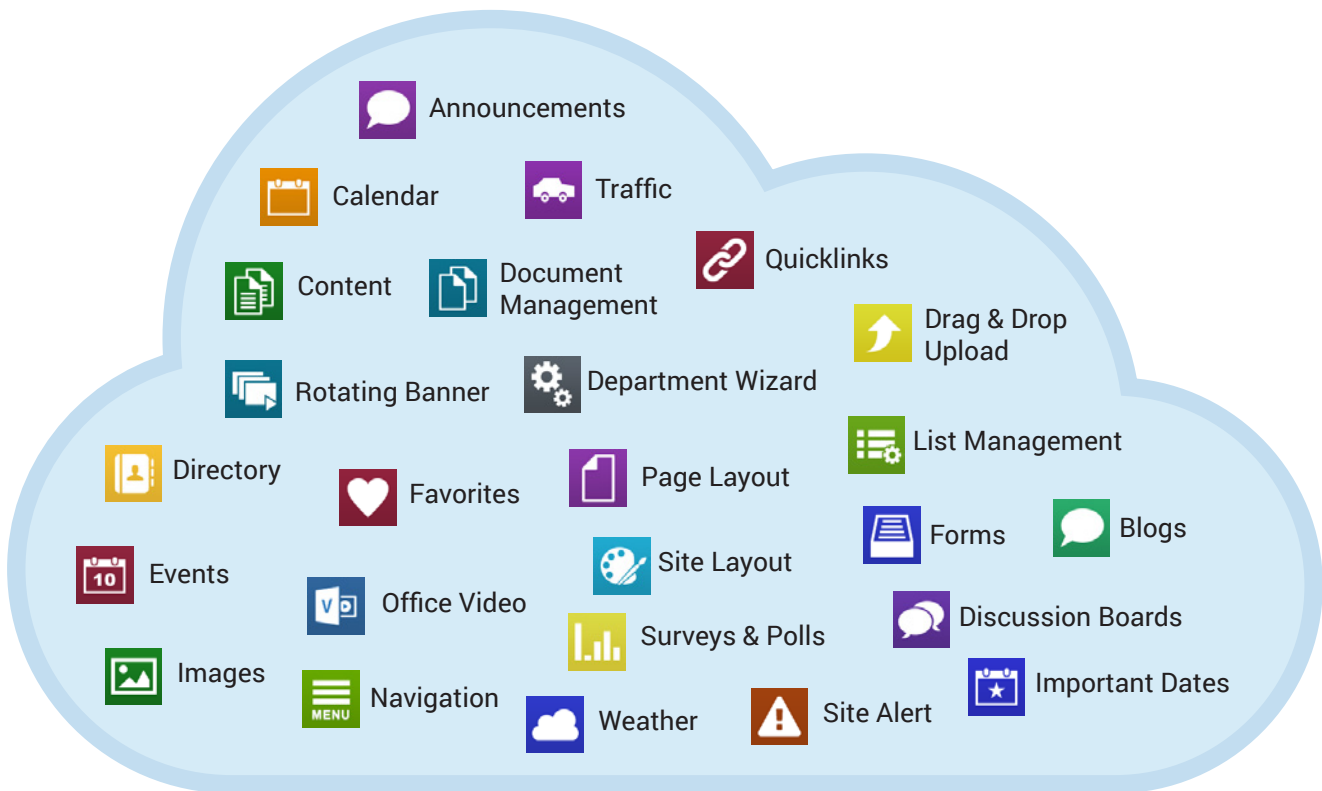 Announcements
Calendar
Traffic
Quicklinks
Content
Document
Management
Drag & Drop
Upload
Rotating Banner
Department Wizard
List Management
Directory
Favorites
Page Layout
Forms
Blogs
10
Events
Site Layout
V
Office Video
Discussion Boards
Surveys & Polls
Images
MENU
Navigation
Important Dates
Weather
Site Alert